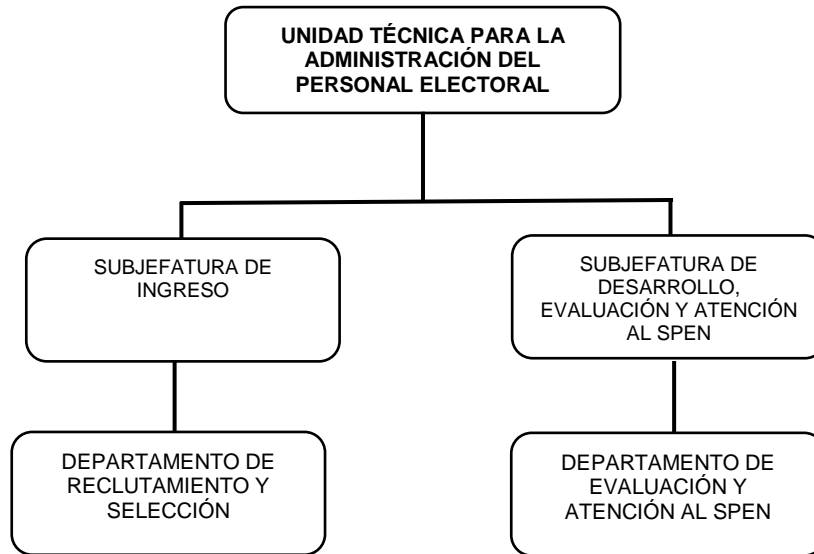 UNIDAD TÉCNICA PARA LA
ADMINISTRACIÓN DEL
PERSONAL ELECTORAL
SUBJEFATURA DE
INGRESO
SUBJEFATURA DE
DESARROLLO,
EVALUACIÓN Y ATENCIÓN
AL SPEN
DEPARTAMENTO DE
RECLUTAMIENTO Y
SELECCIÓN
DEPARTAMENTO DE
EVALUACIÓN Y
ATENCIÓN AL SPEN